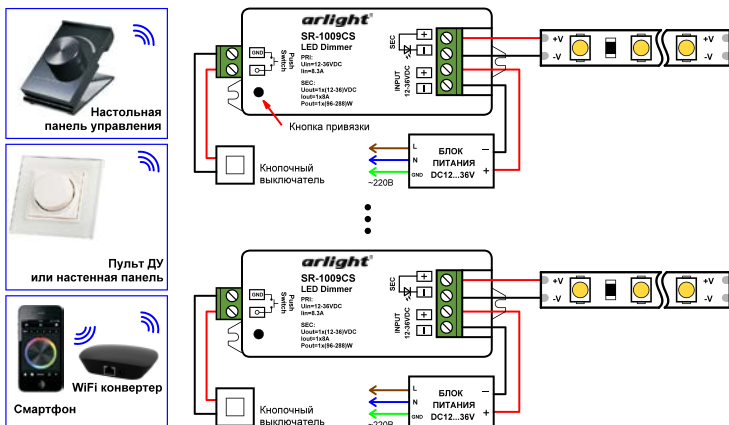 Настольная
панель управления
Пульт ДУ
или настенная панель
WiFi конвертер
Смартфон
arlight
SR-1009CS
LED Dimmer
PRI:
Uin=12-36VDC
Iin=8.3A
SEC:
Uout=1x(12-36)VDC
Iout=1x8A
Pout=1x(96-288)W
GND
Push
Switch
SEC
+
−
INPUT
12-36VDC
+
−
+V
-V
+V
-V
Кнопка привязки
Кнопочный
выключатель
L
N
GND
~220В
БЛОК
ПИТАНИЯ
DC12...36V
−
+
arlight
SR-1009CS
LED Dimmer
PRI:
Uin=12-36VDC
Iin=8.3A
SEC:
Uout=1x(12-36)VDC
Iout=1x8A
Pout=1x(96-288)W
GND
Push
Switch
SEC
+
−
INPUT
12-36VDC
+
−
+V
-V
+V
-V
Кнопочный
выключатель
L
N
GND
~220В
БЛОК
ПИТАНИЯ
DC12...36V
−
+